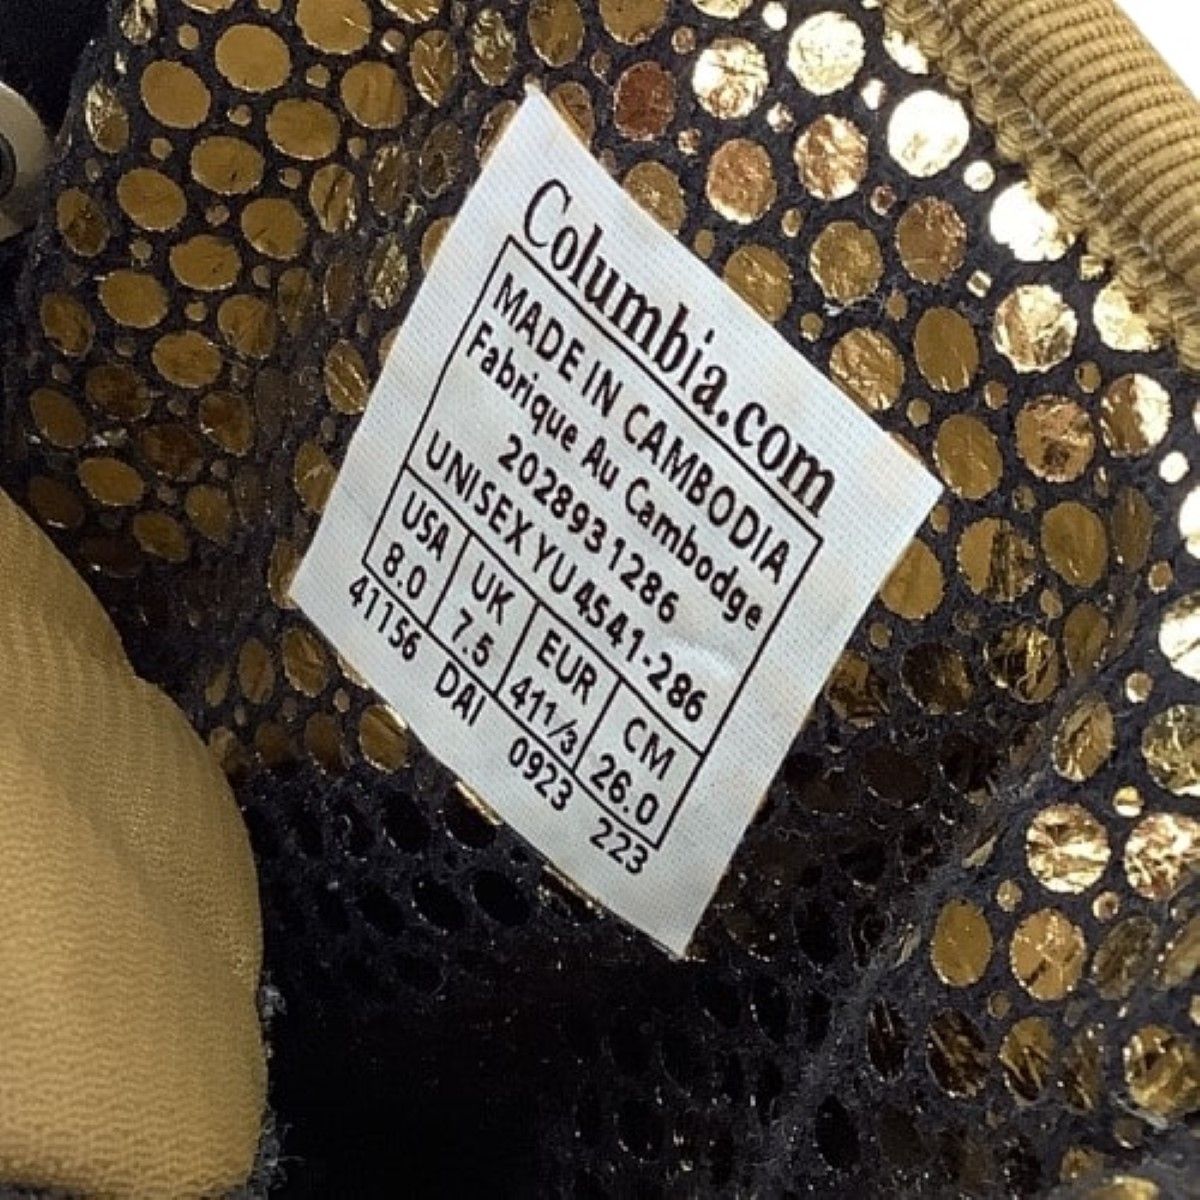 Columbia.com
MADE IN CAMBODIA
Fabrique Au Cambodge
2028931286
UNISEX YU4541-286
USA UK EUR CM
8.0 7.5 41⅓ 26.0
41156 DAI 0923 223